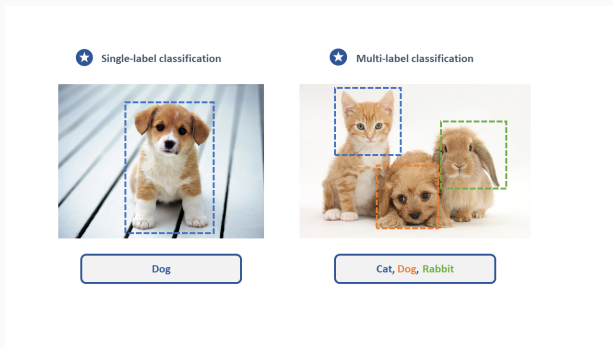 Single-label classification
Multi-label classification
Dog
Cat, Dog, Rabbit